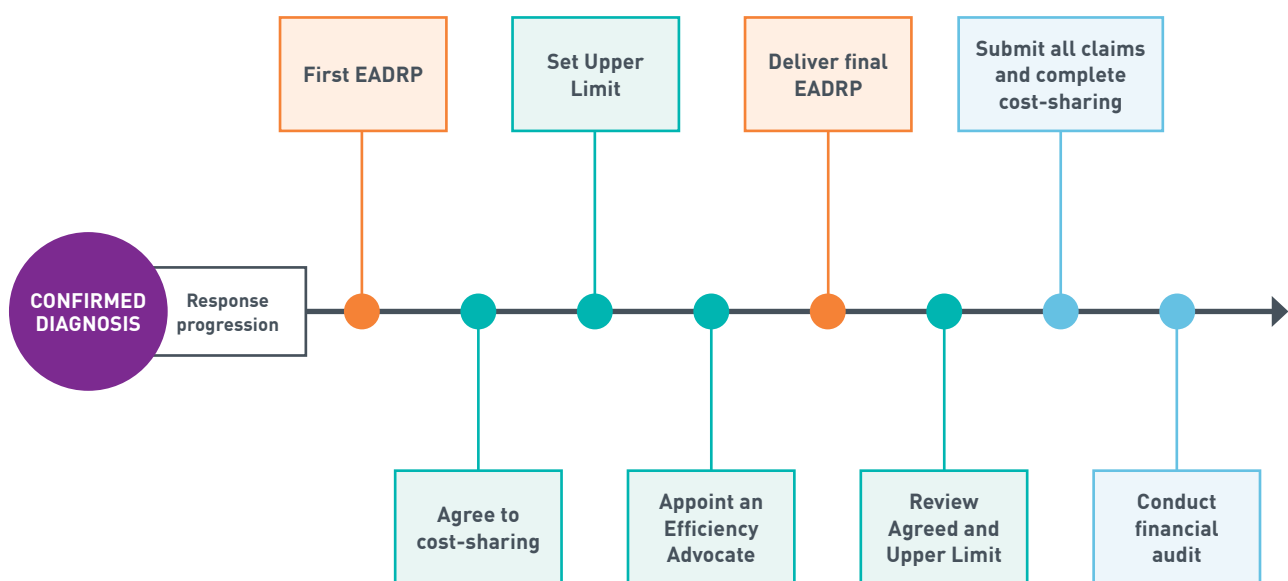 First EADRP
Set Upper
Limit
Deliver final
EADRP
Submit all claims
and complete
cost-sharing
CONFIRMED
DIAGNOSIS
Response
progression
Agree to
cost-sharing
Appoint an
Efficiency
Advocate
Review
Agreed and
Upper Limit
Conduct
financial
audit